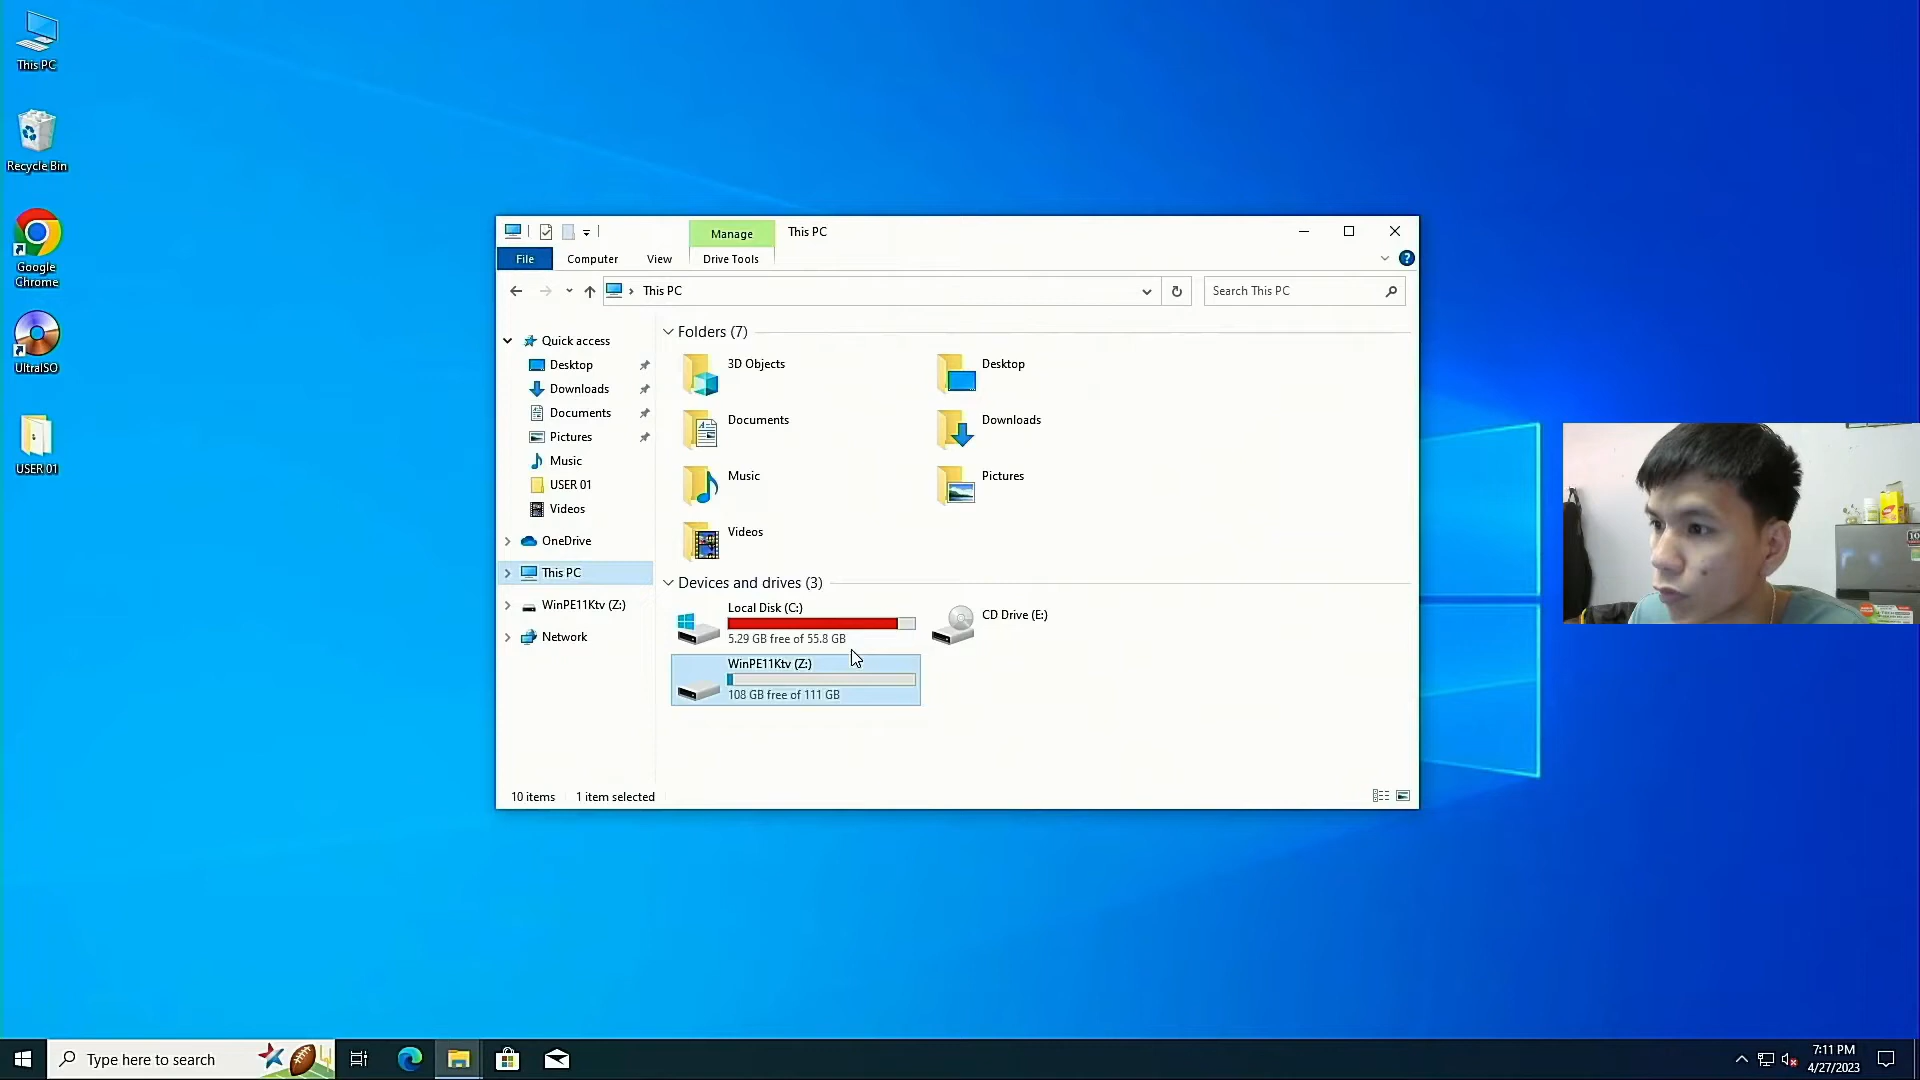 This PC
Recycle Bin
Google
Chrome
UltraISO
USER 01
Manage
This PC
File
Computer
View
Drive Tools
This PC
Search This PC
Quick access
Desktop
Downloads
Documents
Pictures
Music
USER 01
Videos
OneDrive
This PC
WinPE11Ktv (Z:)
Network
Folders (7)
3D Objects
Desktop
Documents
Downloads
Music
Pictures
Videos
Devices and drives (3)
Local Disk (C:)
5.29 GB free of 55.8 GB
CD Drive (E:)
WinPE11Ktv (Z:)
108 GB free of 111 GB
10 items
1 item selected
Type here to search
7:11 PM
4/27/2023